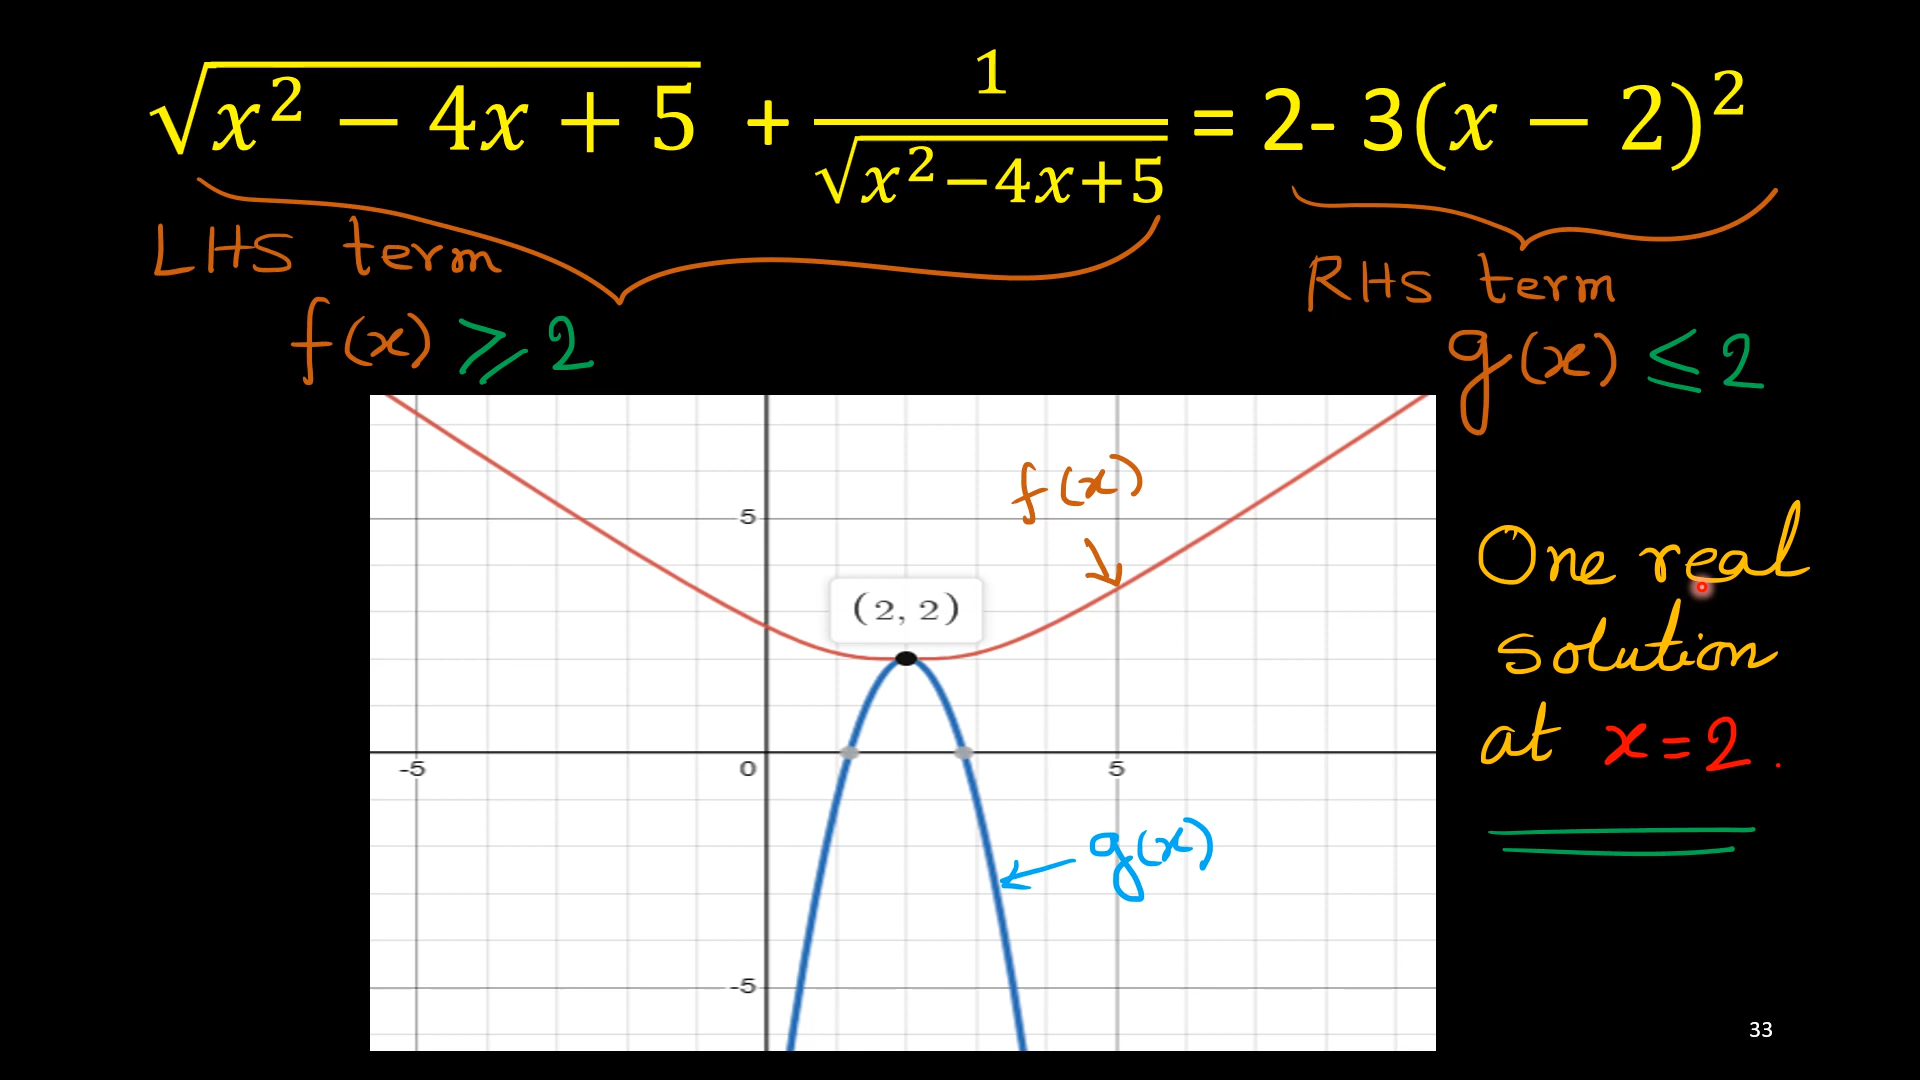 √(x² − 4x + 5) + 1/√(x²−4x+5) = 2- 3(x − 2)²
LHS term
RHS term
f(x) ⩾ 2
g(x) ≤ 2
f(x)
5
(2, 2)
One real
solution
at x=2.
-5
0
5
g(x)
-5
33